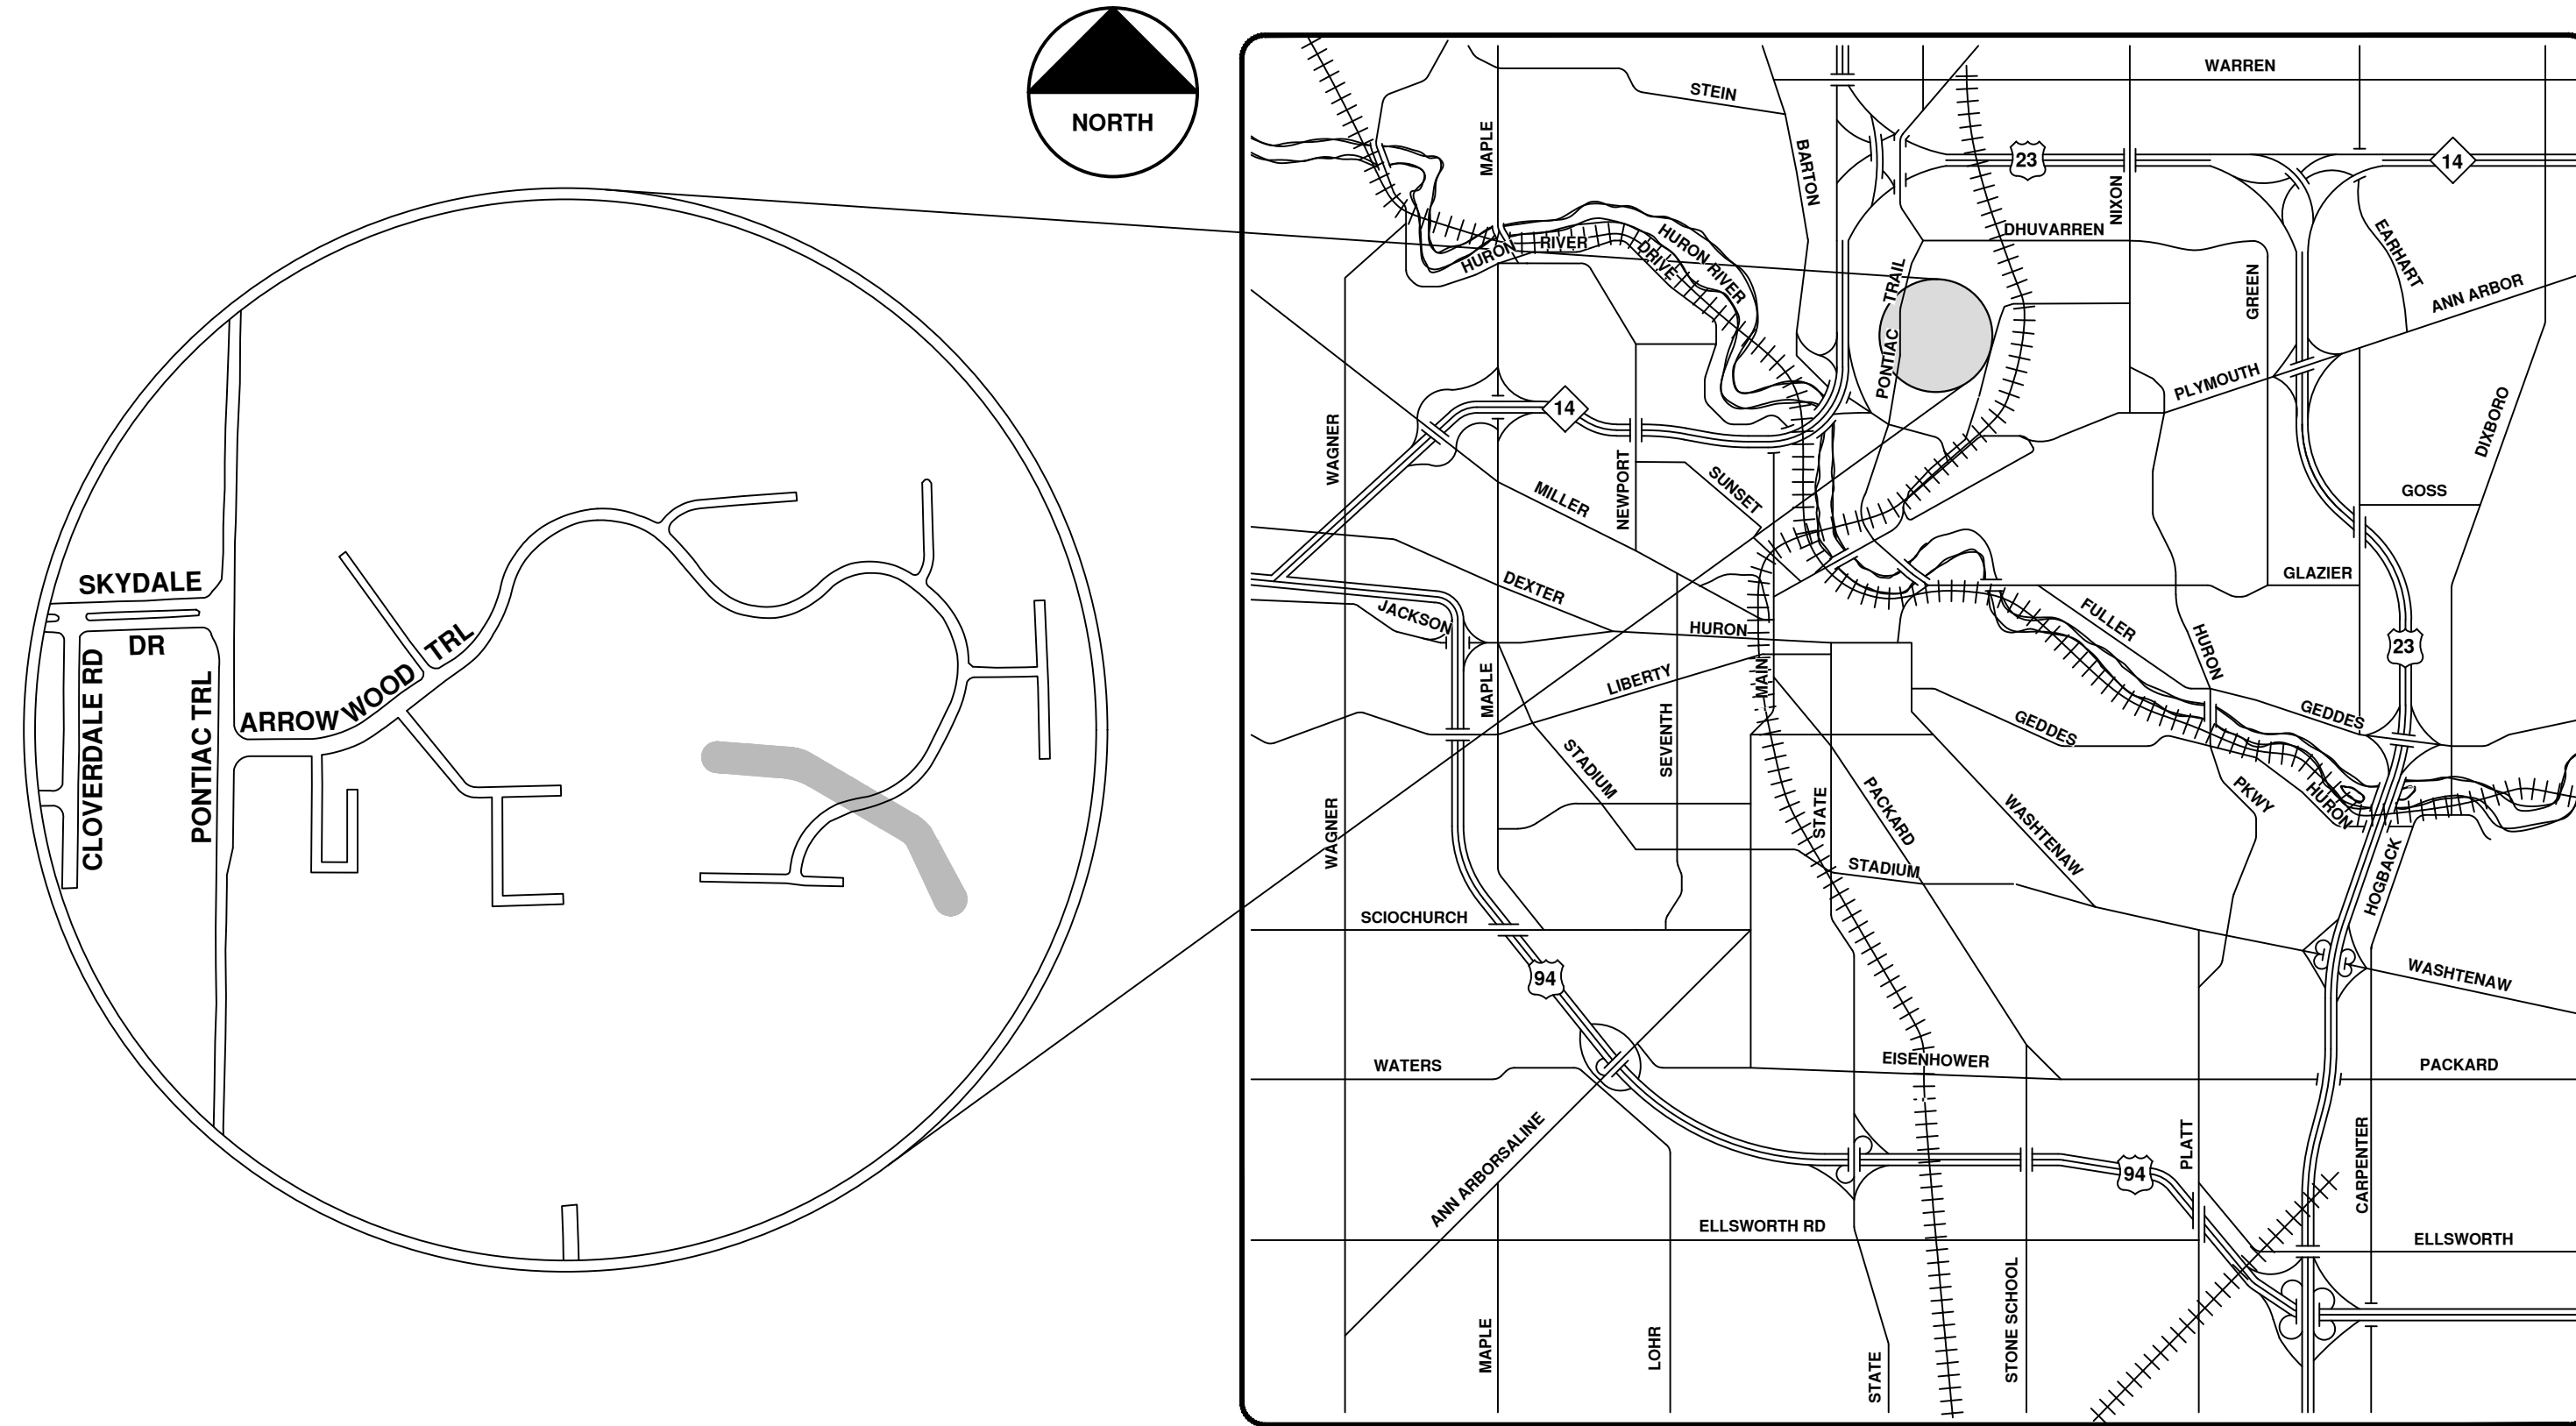 NORTH
SKYDALE
DR
CLOVERDALE RD
PONTIAC TRL
ARROWWOOD TRL
WARREN
STEIN
MAPLE
BARTON
23
14
NIXON
EARHART
DHUVARREN
HURON RIVER DRIVE
HURON RIVER
PONTIAC TRAIL
GREEN
ANN ARBOR
PLYMOUTH
DIXBORO
14
WAGNER
NEWPORT
SUNSET
MILLER
GOSS
GLAZIER
DEXTER
JACKSON
HURON
FULLER
HURON
23
MAPLE
LIBERTY
MAIN
SEVENTH
GEDDES
GEDDES
STADIUM
STATE
PACKARD
WASHTENAW
PKWY
HURON
WAGNER
STADIUM
HOGBACK
SCIOCHURCH
94
WASHTENAW
WATERS
EISENHOWER
PACKARD
ANN ARBORSALINE
PLATT
CARPENTER
94
ELLSWORTH RD
ELLSWORTH
MAPLE
LOHR
STATE
STONE SCHOOL